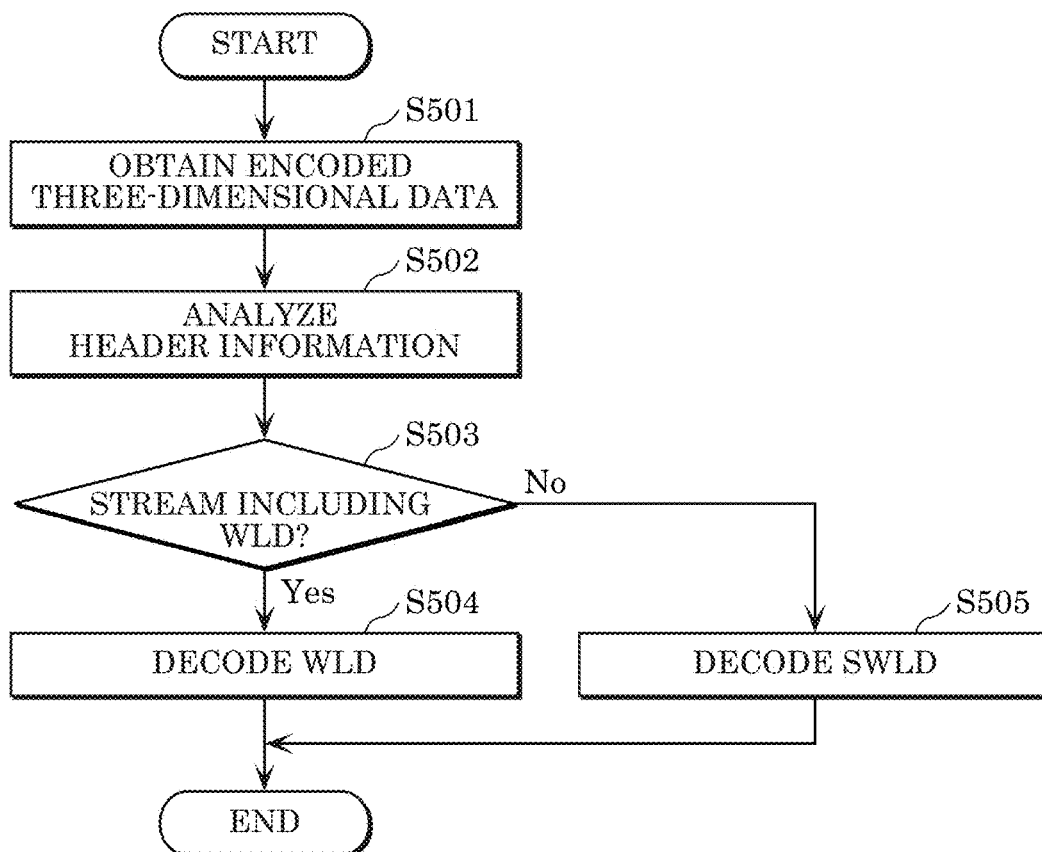 START
S501
OBTAIN ENCODED
THREE-DIMENSIONAL DATA
S502
ANALYZE
HEADER INFORMATION
S503
STREAM INCLUDING
WLD?
No
Yes
S504
DECODE WLD
S505
DECODE SWLD
END